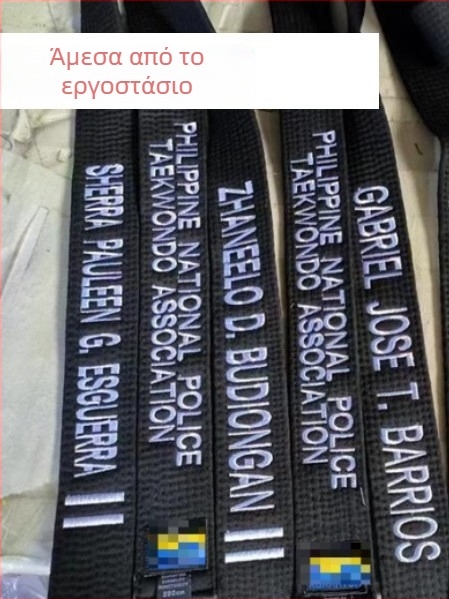 Άμεσα από το
εργοστάσιο
SHERRA PAULEEN G. ESGUERRA
PHILIPPINE NATIONAL POLICE
TAEKWONDO ASSOCIATION
ZHANEELO D. BUDIONGAN
PHILIPPINE NATIONAL POLICE
TAEKWONDO ASSOCIATION
GABRIEL JOSE T. BARRIOS